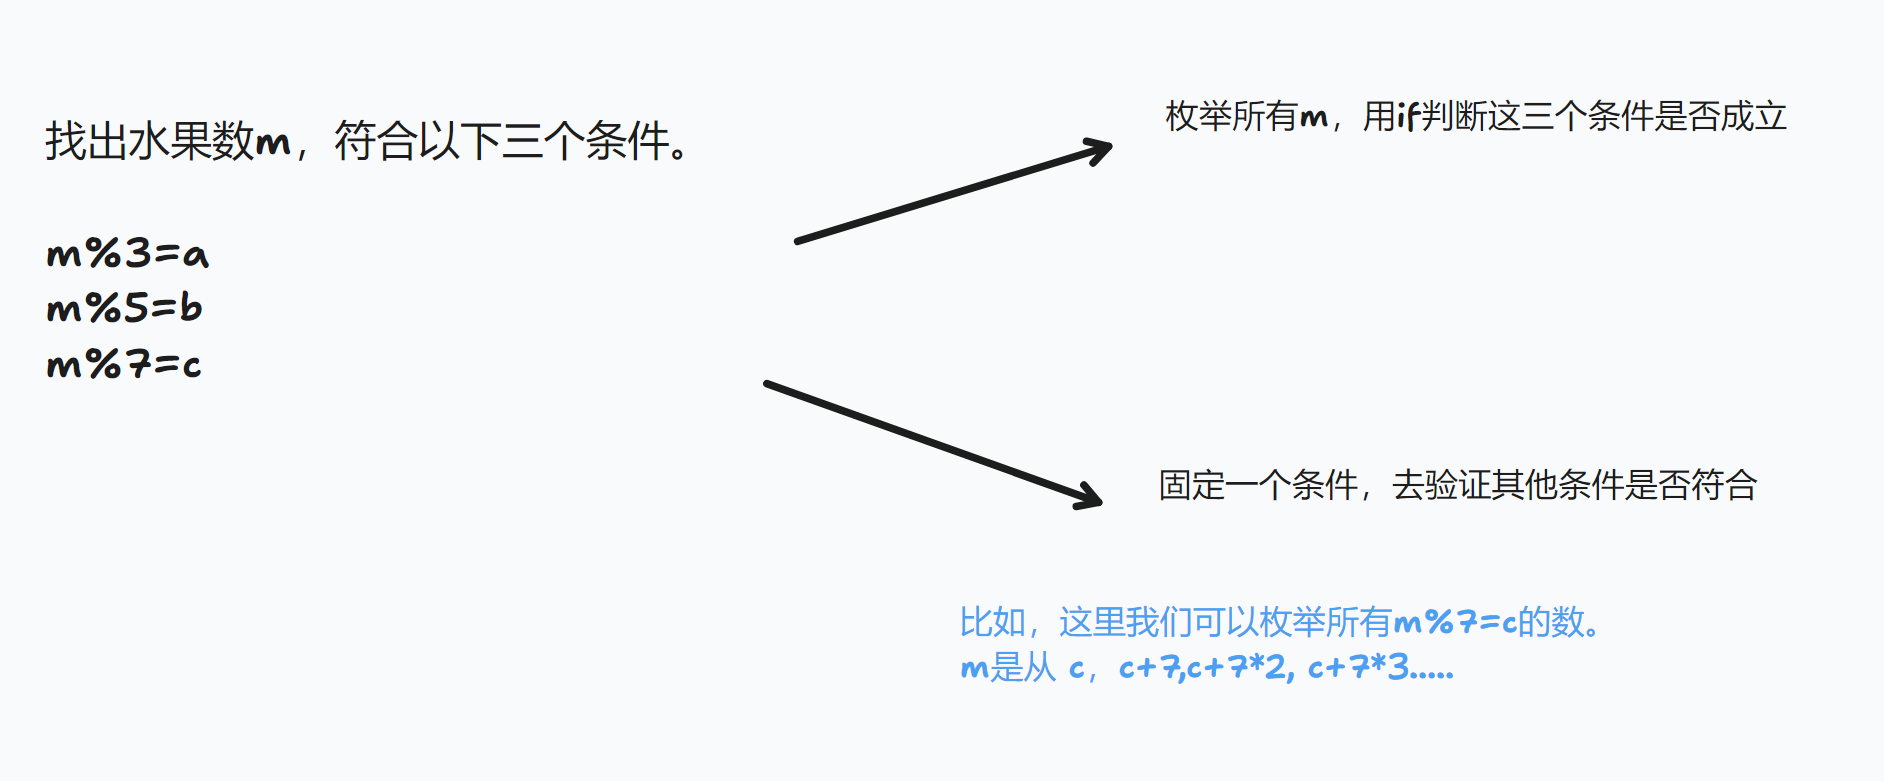 找出水果数m，符合以下三个条件。
m%3=a
m%5=b
m%7=c
枚举所有m，用if判断这三个条件是否成立
固定一个条件，去验证其他条件是否符合
比如，这里我们可以枚举所有m%7=c的数。
m是从 c，c+7,c+7*2, c+7*3.....